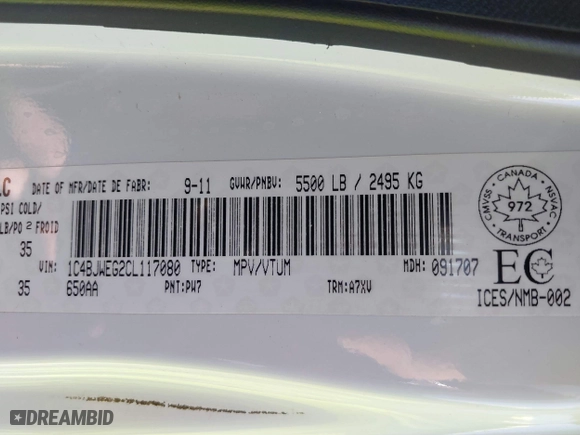 LC DATE OF MFR/DATE DE FABR: 9-11 GVWR/PNBV: 5500 LB / 2495 KG
PSI COLD/
LB/PO 2 FROID
35
VIN: 1C4BJWEG2CL117080 TYPE: MPV/VTUM MDH: 091707
35 650AA PNT:PW7 TRM:A7XV
CMVSS CANADA NSVAC
972
TRANSPORT
EC
ICES/NMB-002
DREAMBID